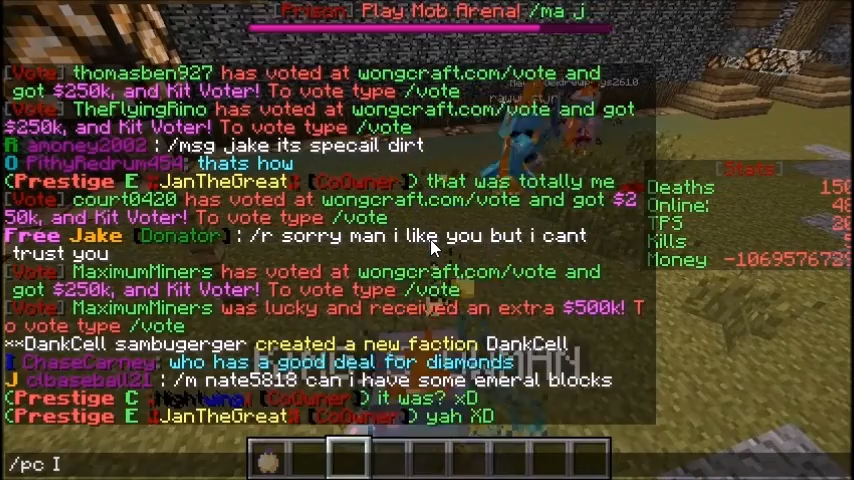 Prison: Play Mob Arena! /ma j
[Vote] thomasben927 has voted at wongcraft.com/vote and
got $250k, and Kit Voter! To vote type /vote
[Vote] TheFlyingRino has voted at wongcraft.com/vote and got
$250k, and Kit Voter! To vote type /vote
R amoney2002 : /msg jake its specail dirt
O PithyRedrum454: thats how
(Prestige E [JanTheGreat] [CoOwner]) that was totally me
[Vote] court0420 has voted at wongcraft.com/vote and got $2
50k, and Kit Voter! To vote type /vote
Free Jake [Donator] : /r sorry man i like you but i cant
trust you
[Vote] MaximumMiners has voted at wongcraft.com/vote and
got $250k, and Kit Voter! To vote type /vote
[Vote] MaximumMiners was lucky and received an extra $500k! T
o vote type /vote
**DankCell sambugerger created a new faction DankCell
I ChaseCarney: who has a good deal for diamonds
J clbaseball21 : /m nate5818 can i have some emeral blocks
(Prestige C [Nightwing] [CoOwner]) it was? xD
(Prestige E [JanTheGreat] [CoOwner]) yah XD
/pc I
[Stats]
Deaths 150
Online: 48
TPS 20
Kills
Money -1069576729